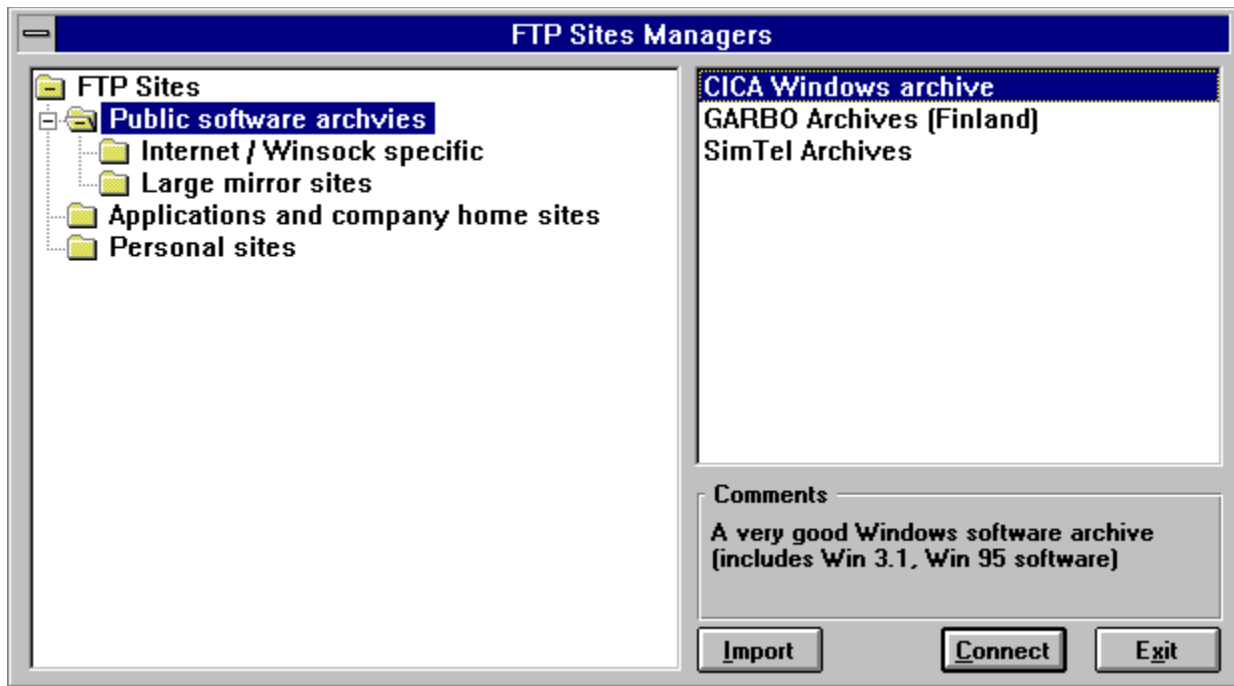 FTP Sites Managers
FTP Sites
Public software archvies
Internet / Winsock specific
Large mirror sites
Applications and company home sites
Personal sites
CICA Windows archive
GARBO Archives (Finland)
SimTel Archives
Comments
A very good Windows software archive
(includes Win 3.1, Win 95 software)
Import
Connect
Exit